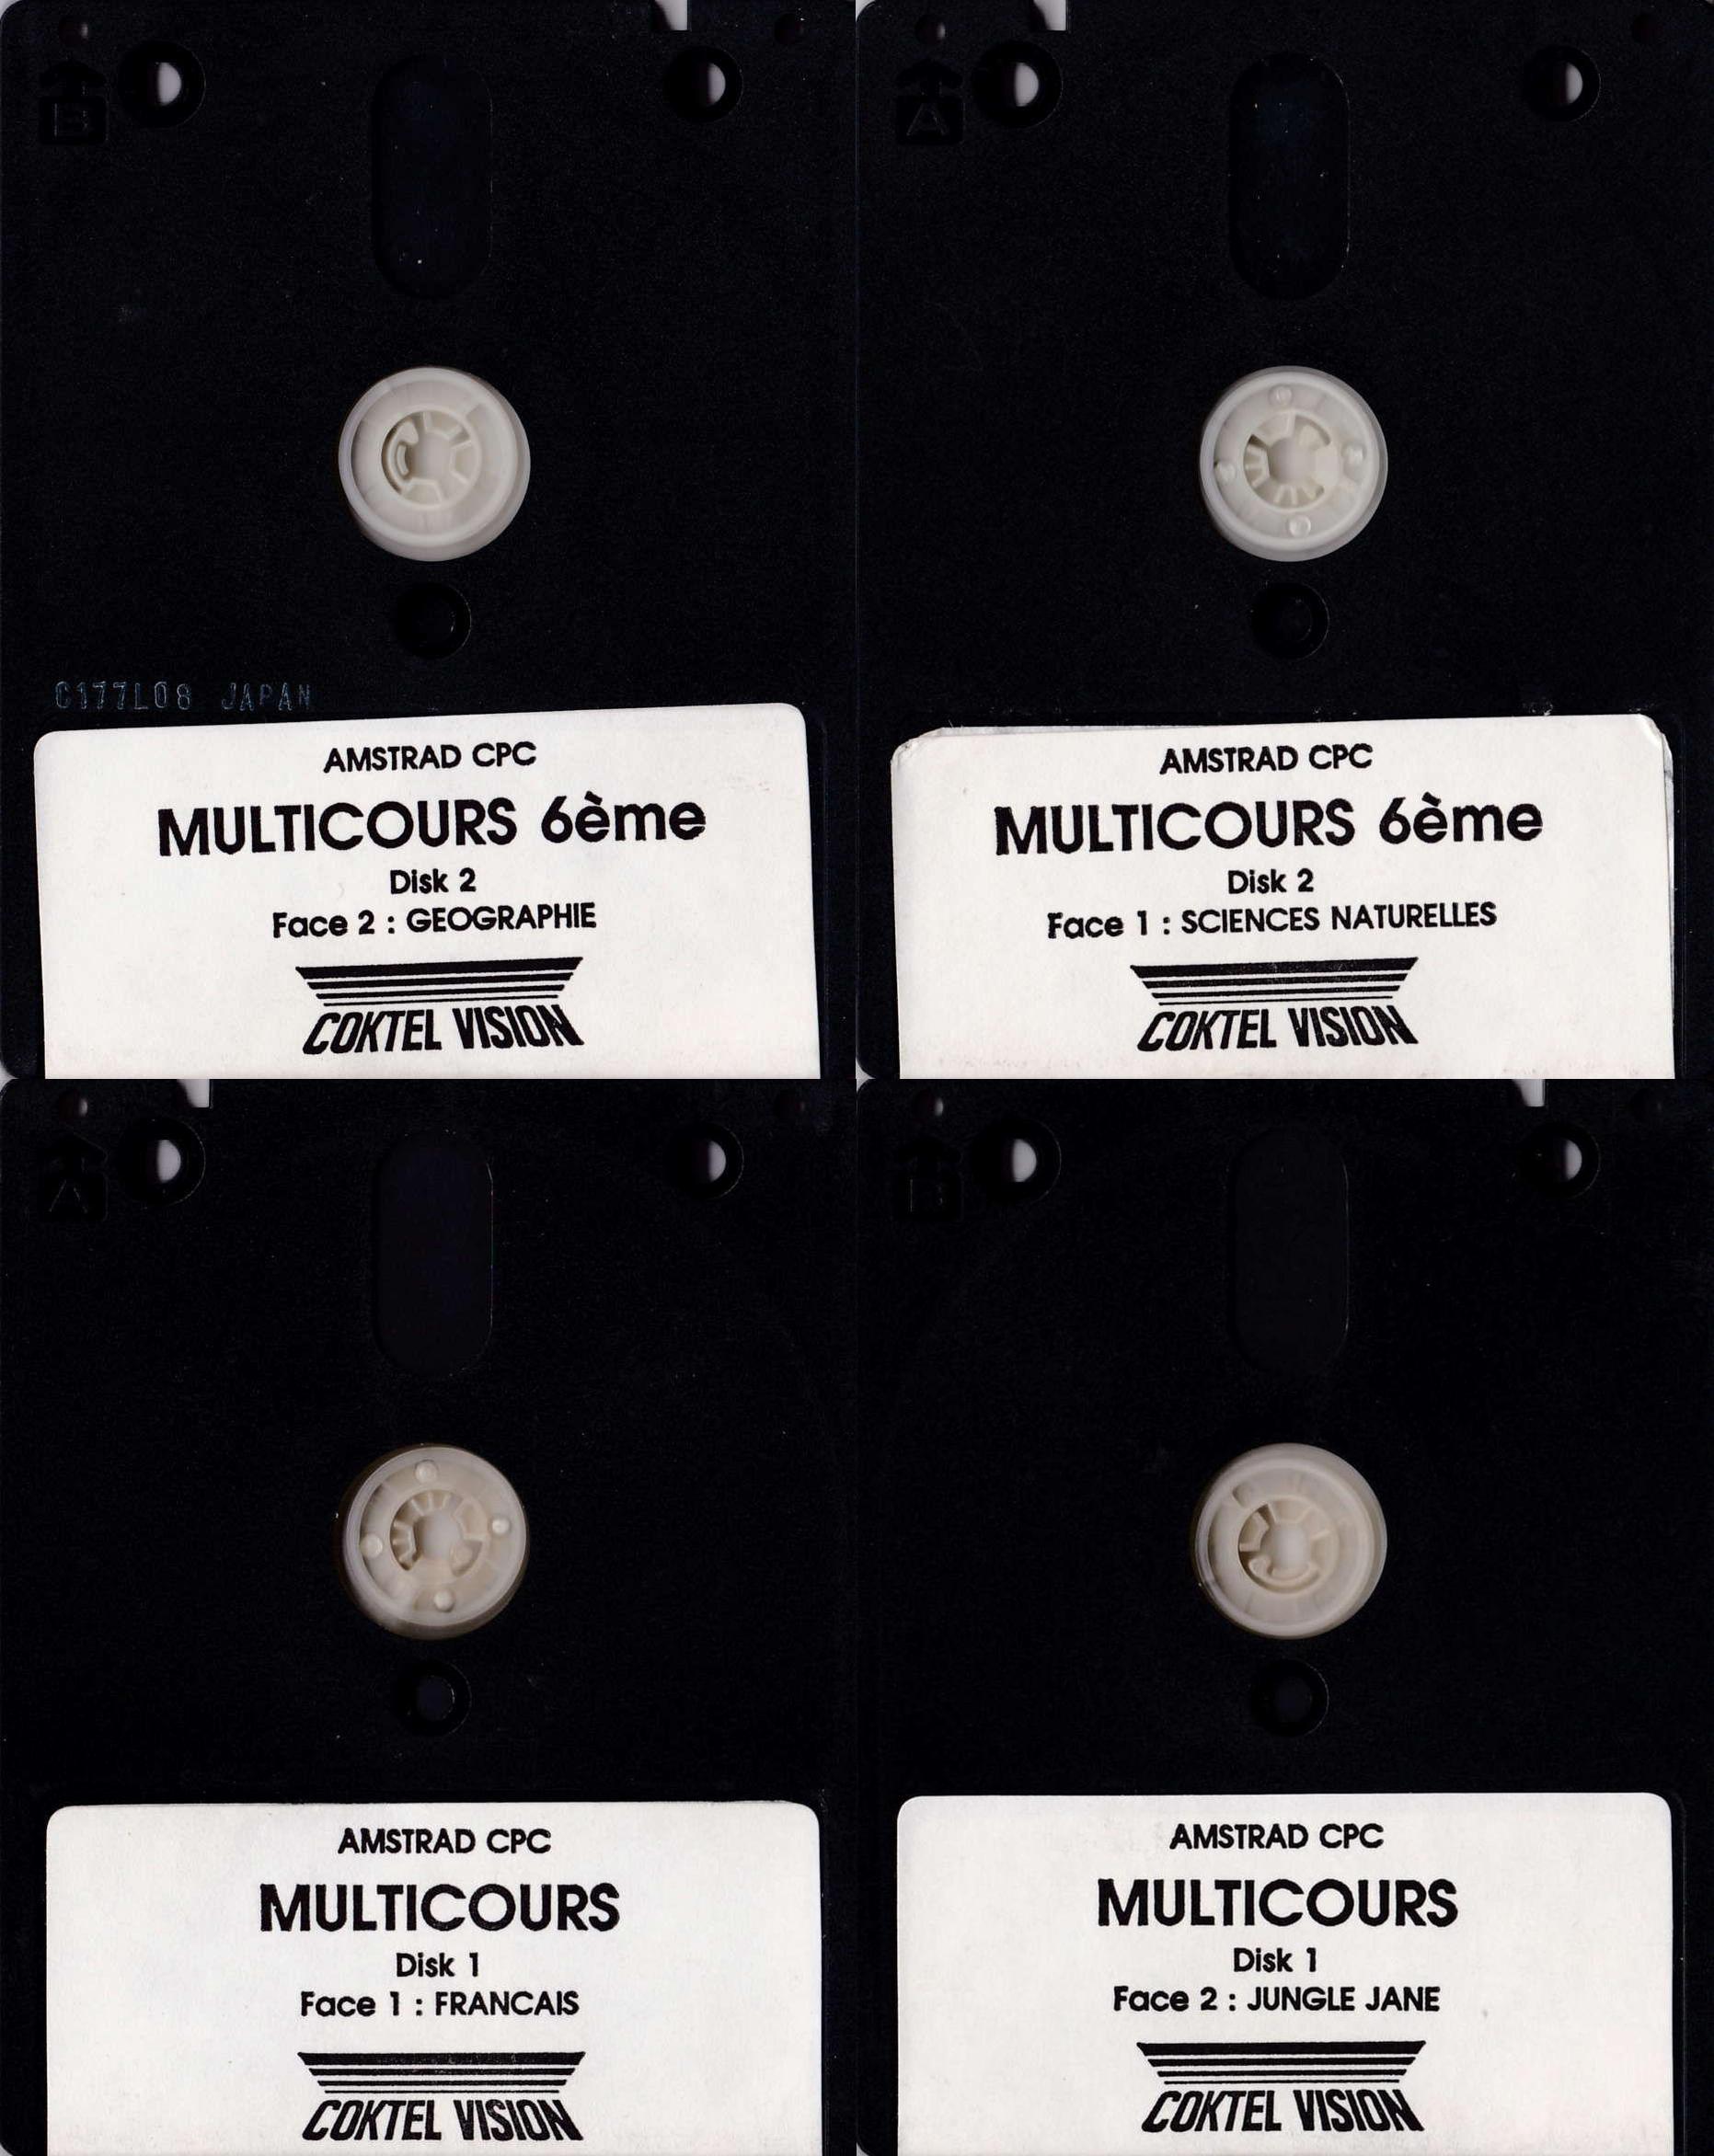 B
C177L08 JAPAN
AMSTRAD CPC
MULTICOURS 6ème
Disk 2
Face 2 : GEOGRAPHIE
COKTEL VISION
A
AMSTRAD CPC
MULTICOURS 6ème
Disk 2
Face 1 : SCIENCES NATURELLES
COKTEL VISION
A
AMSTRAD CPC
MULTICOURS
Disk 1
Face 1 : FRANCAIS
COKTEL VISION
B
AMSTRAD CPC
MULTICOURS
Disk 1
Face 2 : JUNGLE JANE
COKTEL VISION